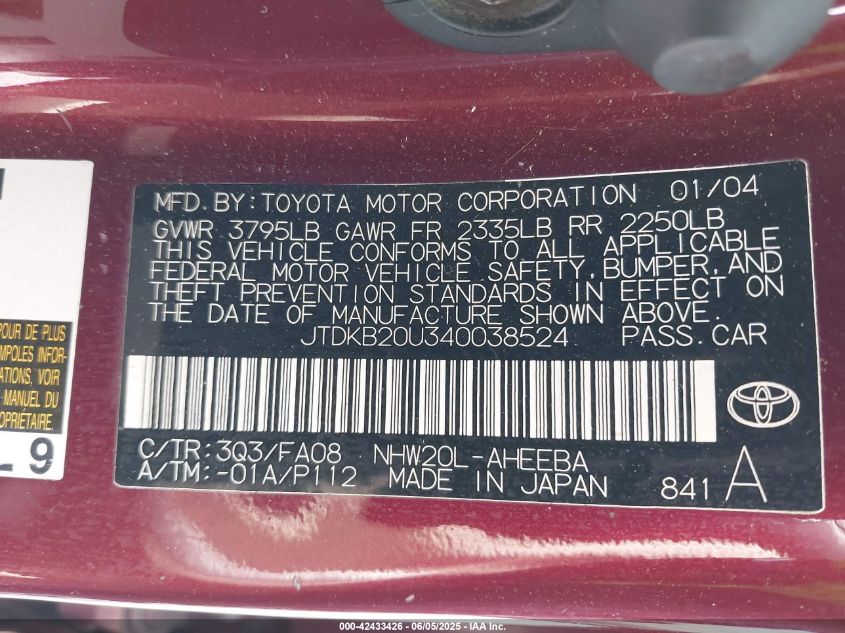 MFD.BY:TOYOTA MOTOR CORPORATION 01/04
GVWR 3795LB GAWR FR 2335LB RR 2250LB
THIS VEHICLE CONFORMS TO ALL APPLICABLE
FEDERAL MOTOR VEHICLE SAFETY,BUMPER,AND
THEFT PREVENTION STANDARDS IN EFFECT ON
THE DATE OF MANUFACTURE SHOWN ABOVE.
JTDKB20U340038524 PASS.CAR
C/TR:3Q3/FA08 NHW20L-AHEEBA
A/TM:-01A/P112 MADE IN JAPAN 841 A
POUR DE PLUS
AMPLES INFOR-
ATIONS, VOIR
MANUEL DU
OPRIÉTAIRE.
L 9
000-42433426 - 06/05/2025 - IAA Inc.